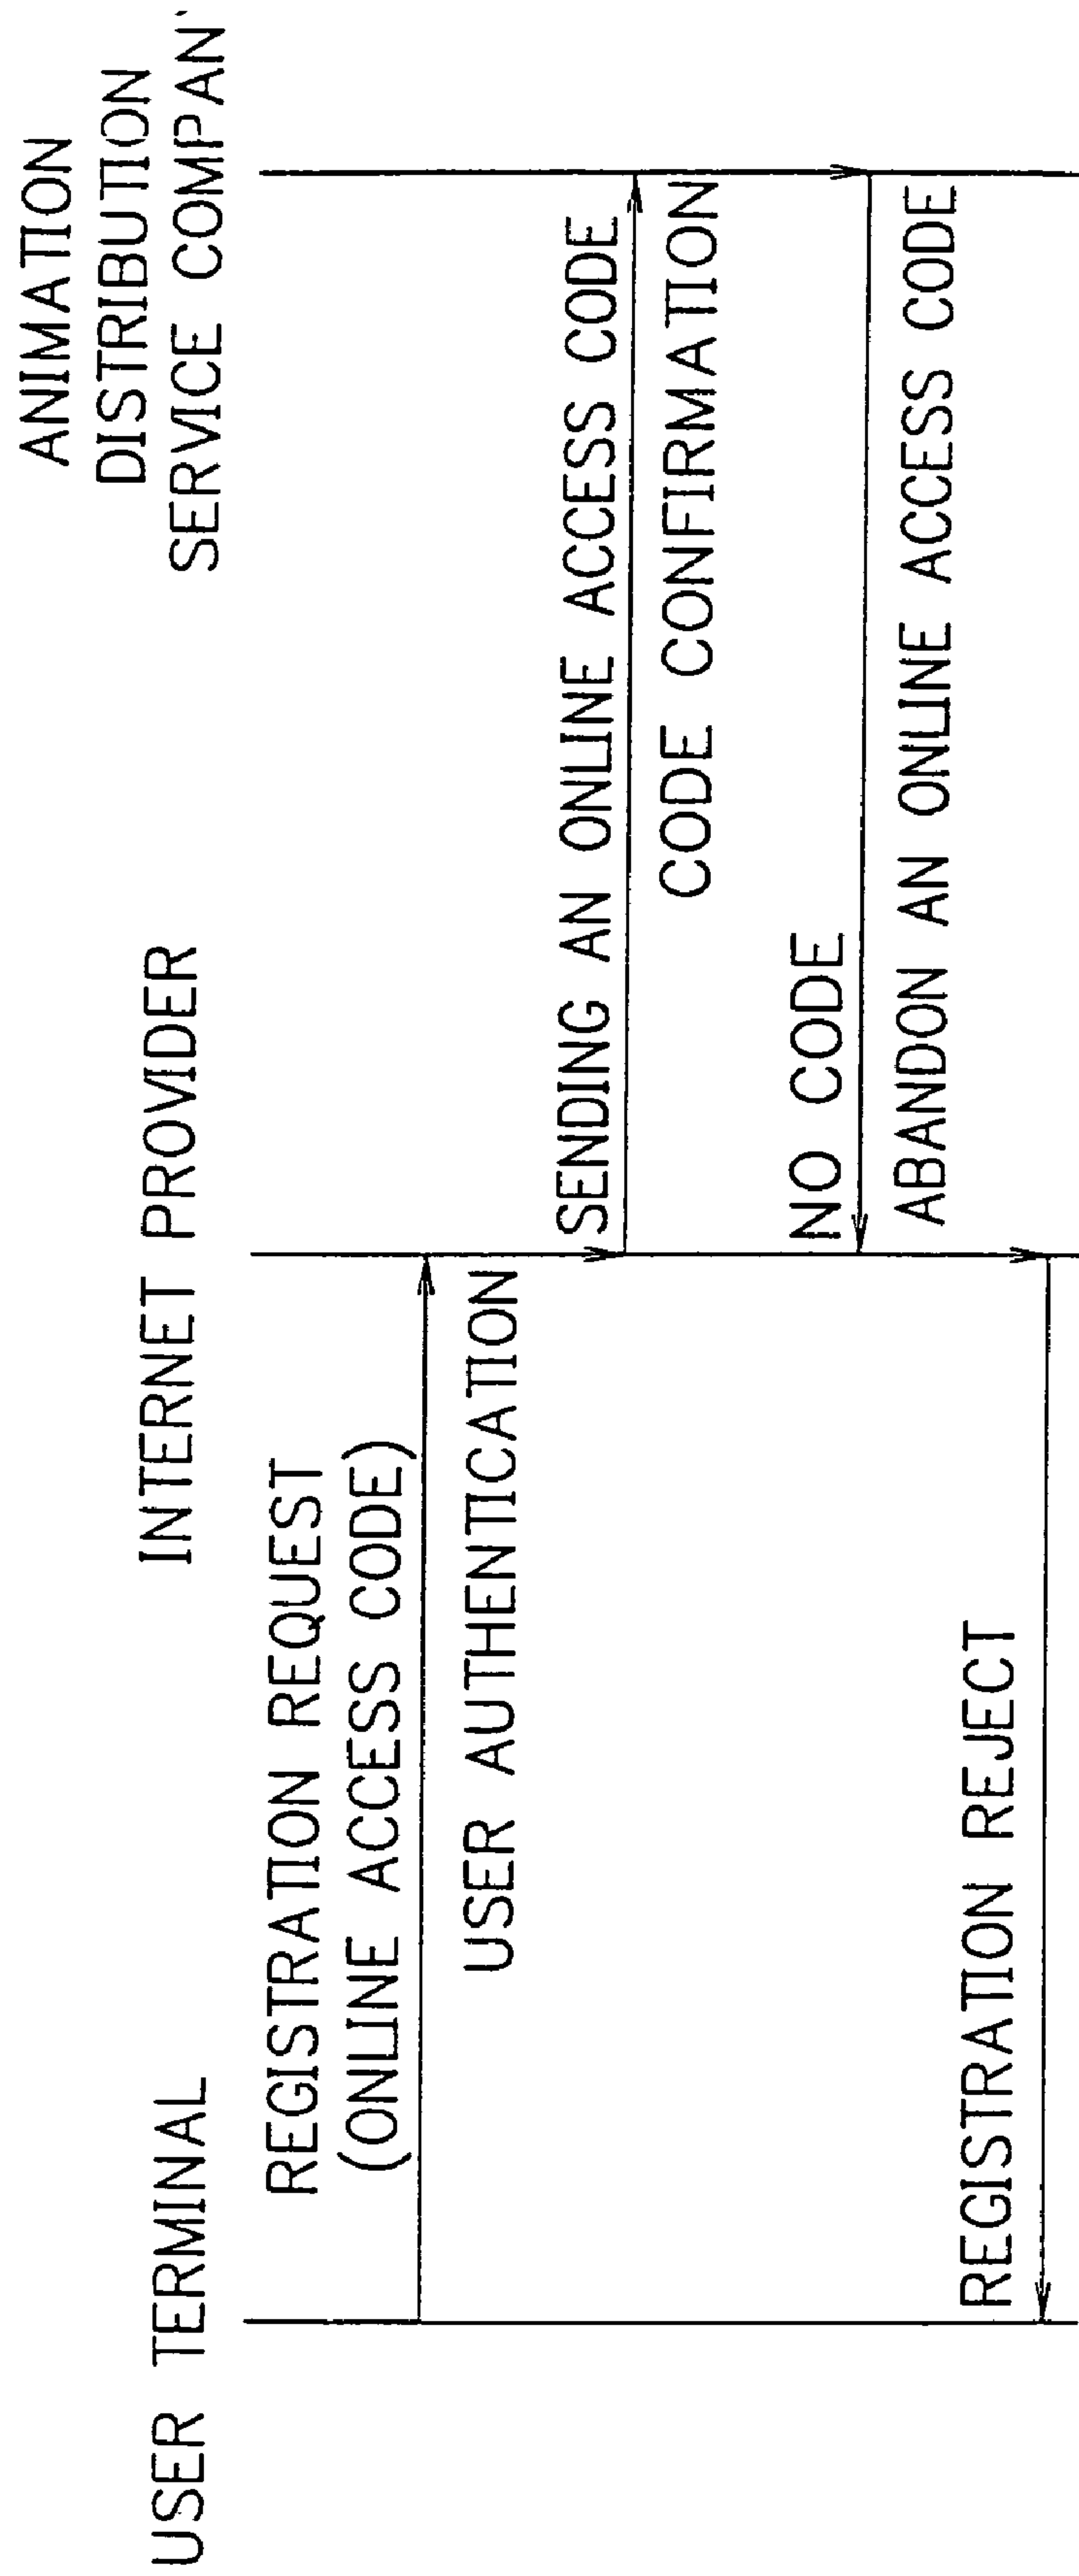 USER TERMINAL
INTERNET PROVIDER
ANIMATION
DISTRIBUTION
SERVICE COMPAN
REGISTRATION REQUEST
(ONLINE ACCESS CODE)
USER AUTHENTICATION
SENDING AN ONLINE ACCESS CODE
CODE CONFIRMATION
NO CODE
ABANDON AN ONLINE ACCESS CODE
REGISTRATION REJECT